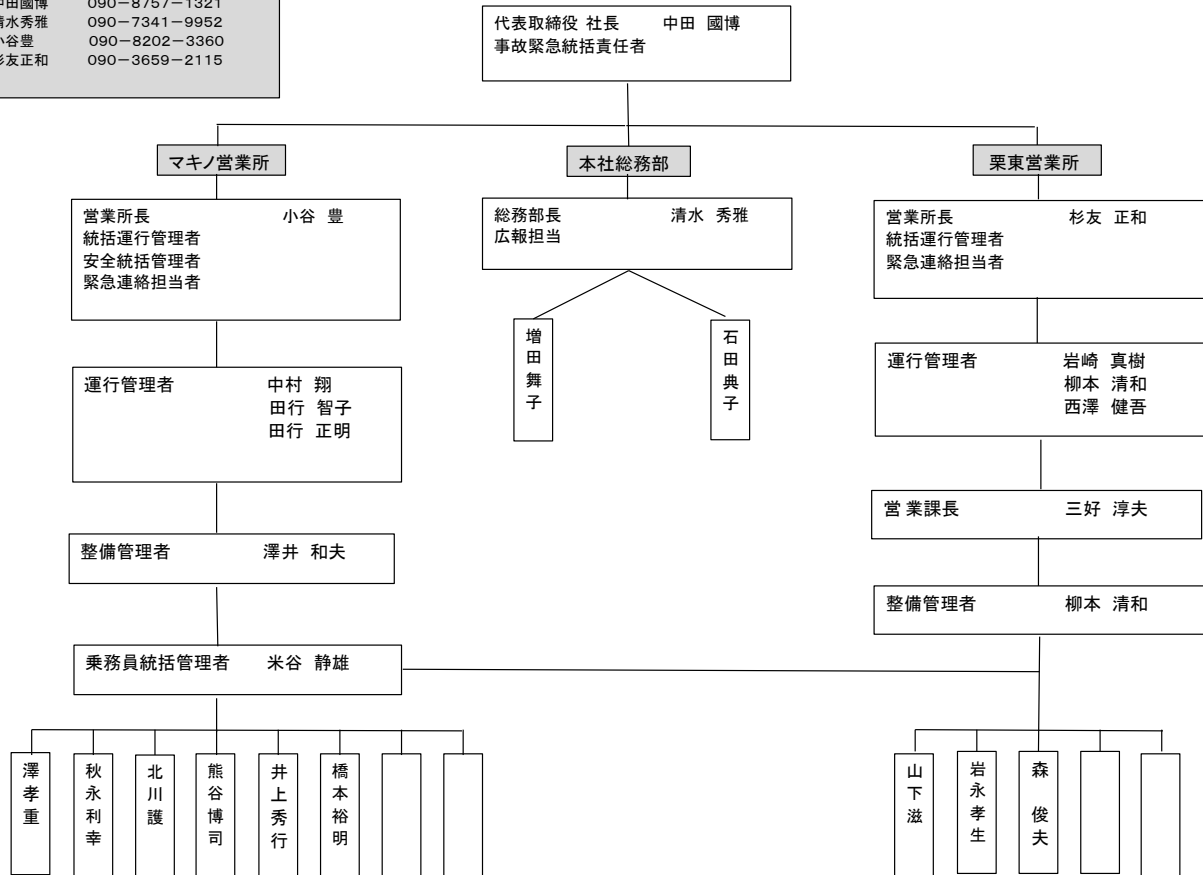 中田國博 090−8757−1321
清水秀雅 090−7341−9952
小谷豊 090−8202−3360
杉友正和 090−3659−2115
代表取締役 社長 中田 國博
事故緊急統括責任者
マキノ営業所
本社総務部
栗東営業所
営業所長 小谷 豊
統括運行管理者
安全統括管理者
緊急連絡担当者
総務部長 清水 秀雅
広報担当
営業所長 杉友 正和
統括運行管理者
緊急連絡担当者
増田舞子
石田典子
運行管理者 中村 翔
田行 智子
田行 正明
運行管理者 岩崎 真樹
柳本 清和
西澤 健吾
営業課長 三好 淳夫
整備管理者 澤井 和夫
整備管理者 柳本 清和
乗務員統括管理者 米谷 静雄
澤孝重
秋永利幸
北川護
熊谷博司
井上秀行
橋本裕明
山下滋
岩永孝生
森 俊夫